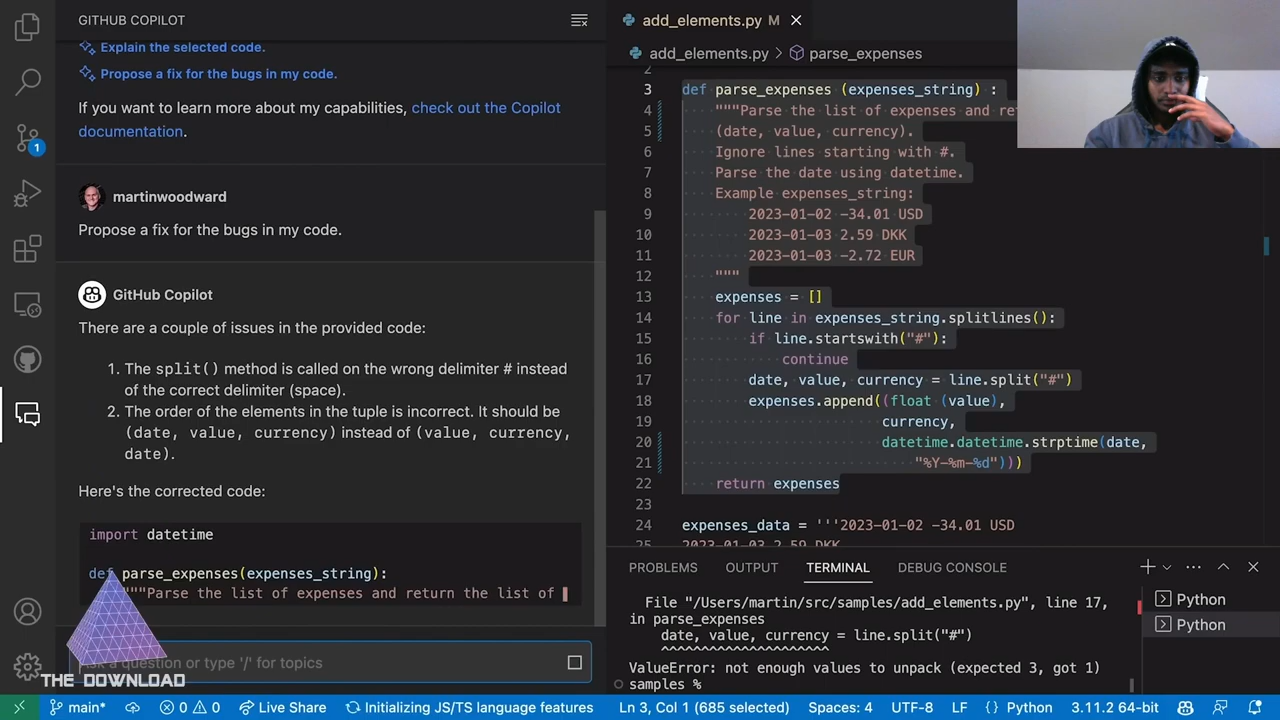 GITHUB COPILOT
Explain the selected code.
Propose a fix for the bugs in my code.
If you want to learn more about my capabilities, check out the Copilot
documentation.
martinwoodward
Propose a fix for the bugs in my code.
GitHub Copilot
There are a couple of issues in the provided code:
1. The split() method is called on the wrong delimiter # instead
of the correct delimiter (space).
2. The order of the elements in the tuple is incorrect. It should be
(date, value, currency) instead of (value, currency,
date).
Here's the corrected code:
import datetime
def parse_expenses(expenses_string):
"""Parse the list of expenses and return the list of
question or type '/' for topics
THE DOWNLOAD
1
add_elements.py M
add_elements.py > parse_expenses
2
3 def parse_expenses (expenses_string) :
4 """Parse the list of expenses and
5 (date, value, currency).
6 Ignore lines starting with #.
7 Parse the date using datetime.
8 Example expenses_string:
9 2023-01-02 -34.01 USD
10 2023-01-03 2.59 DKK
11 2023-01-03 -2.72 EUR
12 """
13 expenses = []
14 for line in expenses_string.splitlines():
15 if line.startswith("#"):
16 continue
17 date, value, currency = line.split("#")
18 expenses.append((float (value),
19 currency,
20 datetime.datetime.strptime(date,
21 "%Y-%m-%d")))
22 return expenses
23
24 expenses_data = '''2023-01-02 -34.01 USD
25 2023-01-03 2.59 DKK
PROBLEMS OUTPUT TERMINAL DEBUG CONSOLE
File "/Users/martin/src/samples/add_elements.py", line 17,
in parse_expenses
date, value, currency = line.split("#")
^^^^^^^^^^^^^^^^^^^^^
ValueError: not enough values to unpack (expected 3, got 1)
samples %
Python
Python
main* 0 0 Live Share Initializing JS/TS language features Ln 3, Col 1 (685 selected) Spaces: 4 UTF-8 LF {} Python 3.11.2 64-bit